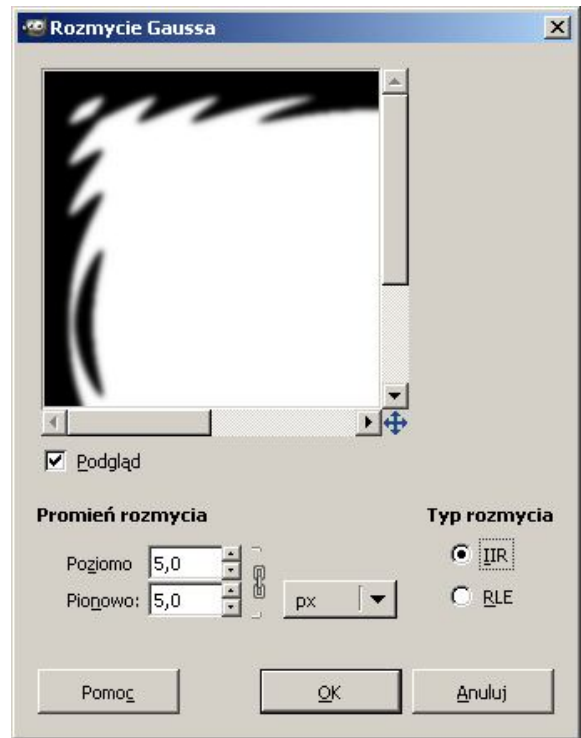 Rozmycie Gaussa
Podgląd
Promień rozmycia
Typ rozmycia
Poziomo 5,0
IIR
Pionowo: 5,0
px
RLE
Pomoc
OK
Anuluj